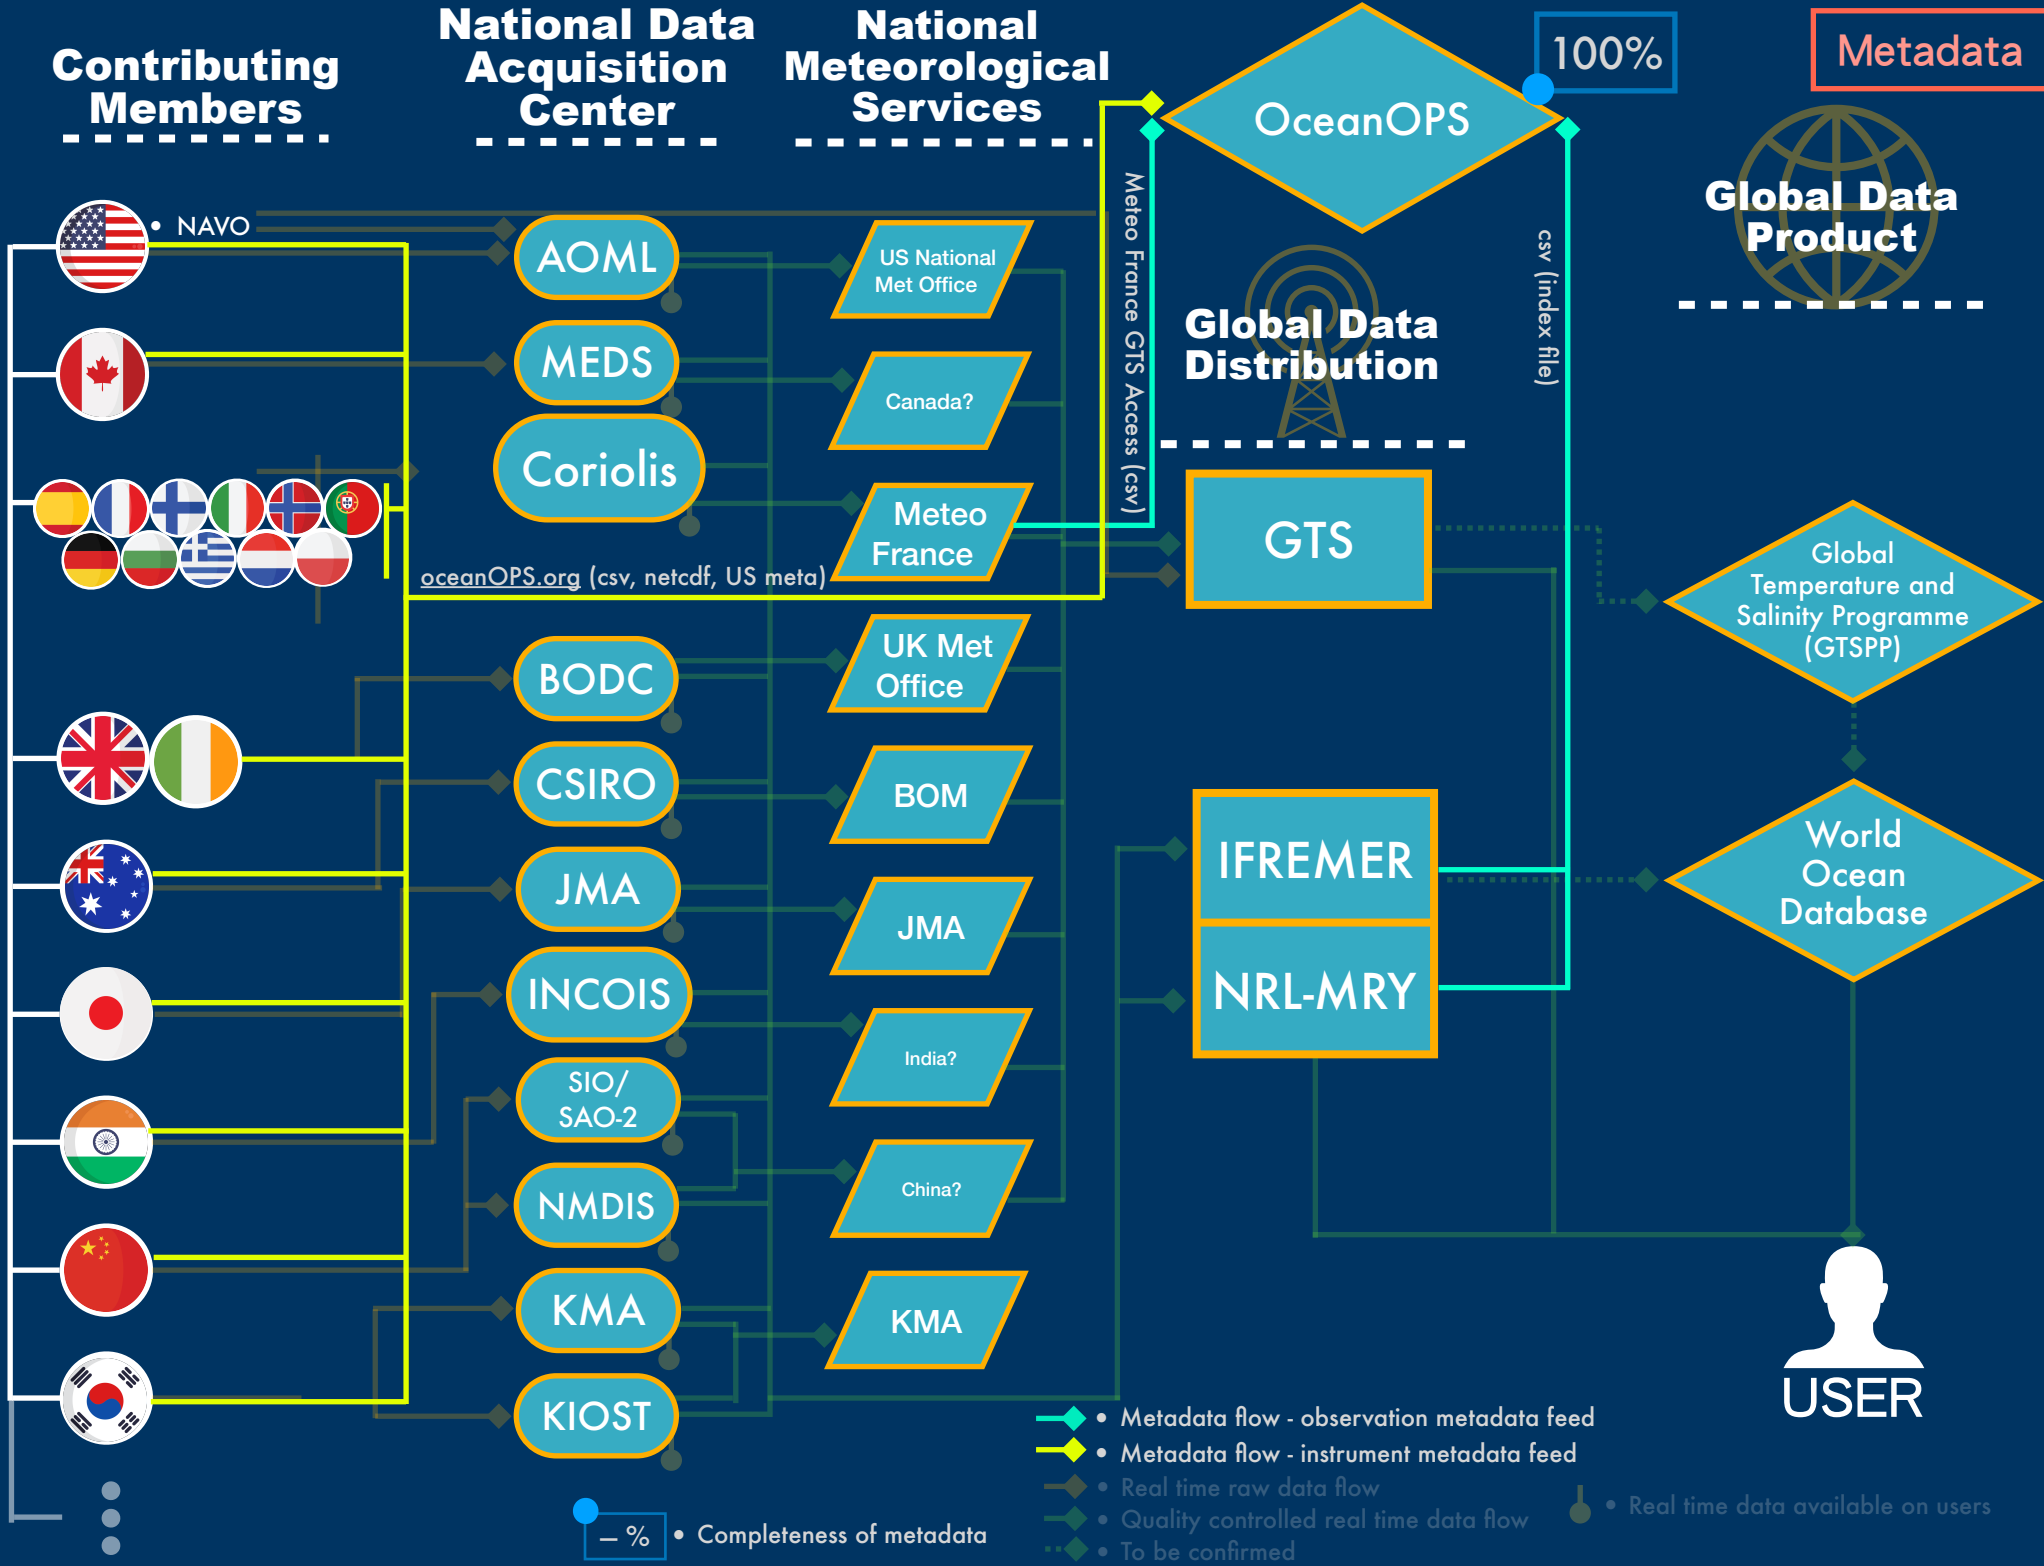 Contributing
Members
National Data
Acquisition
Center
National
Meteorological
Services
OceanOPS
100%
Metadata
Global Data
Product
Global Data
Distribution
• NAVO
AOML
MEDS
Coriolis
BODC
CSIRO
JMA
INCOIS
SIO/
SAO-2
NMDIS
KMA
KIOST
US National
Met Office
Canada?
Meteo
France
UK Met
Office
BOM
JMA
India?
China?
KMA
oceanOPS.org (csv, netcdf, US meta)
Meteo France GTS Access (csv)
csv (index file)
GTS
IFREMER
NRL-MRY
Global
Temperature and
Salinity Programme
(GTSPP)
World
Ocean
Database
USER
• Metadata flow - observation metadata feed
• Metadata flow - instrument metadata feed
• Real time raw data flow
• Quality controlled real time data flow
• To be confirmed
• Real time data available on users
– %
• Completeness of metadata